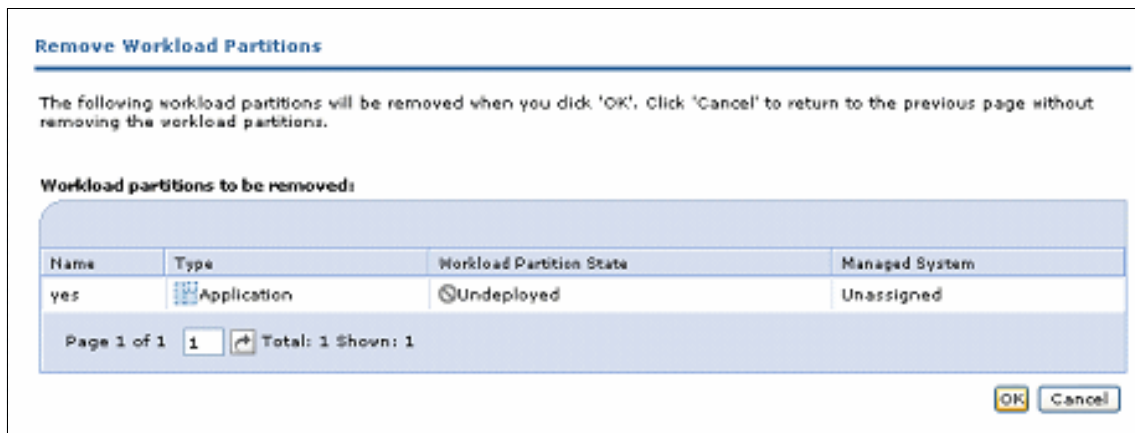 Remove Workload Partitions
The following workload partitions will be removed when you click 'OK'. Click 'Cancel' to return to the previous page without
removing the workload partitions.
Workload partitions to be removed:
Name Type Workload Partition State Managed System
yes Application Undeployed Unassigned
Page 1 of 1 1 Total: 1 Shown: 1
OK Cancel